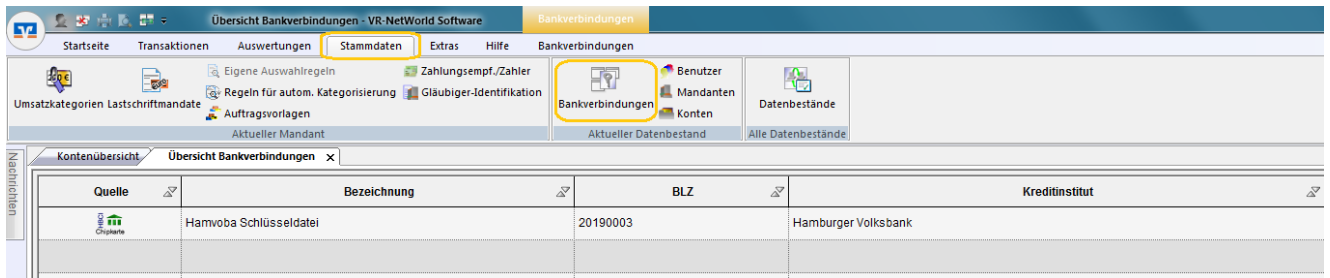 Übersicht Bankverbindungen - VR-NetWorld Software
Bankverbindungen
Startseite Transaktionen Auswertungen Stammdaten Extras Hilfe Bankverbindungen
Umsatzkategorien
Lastschriftmandate
Eigene Auswahlregeln
Regeln für autom. Kategorisierung
Auftragsvorlagen
Zahlungsempf./Zahler
Gläubiger-Identifikation
Aktueller Mandant
Bankverbindungen
Benutzer
Mandanten
Konten
Aktueller Datenbestand
Datenbestände
Alle Datenbestände
Nachrichten
Kontenübersicht
Übersicht Bankverbindungen x
Quelle Bezeichnung BLZ Kreditinstitut
Chipkarte
Hamvoba Schlüsseldatei 20190003 Hamburger Volksbank